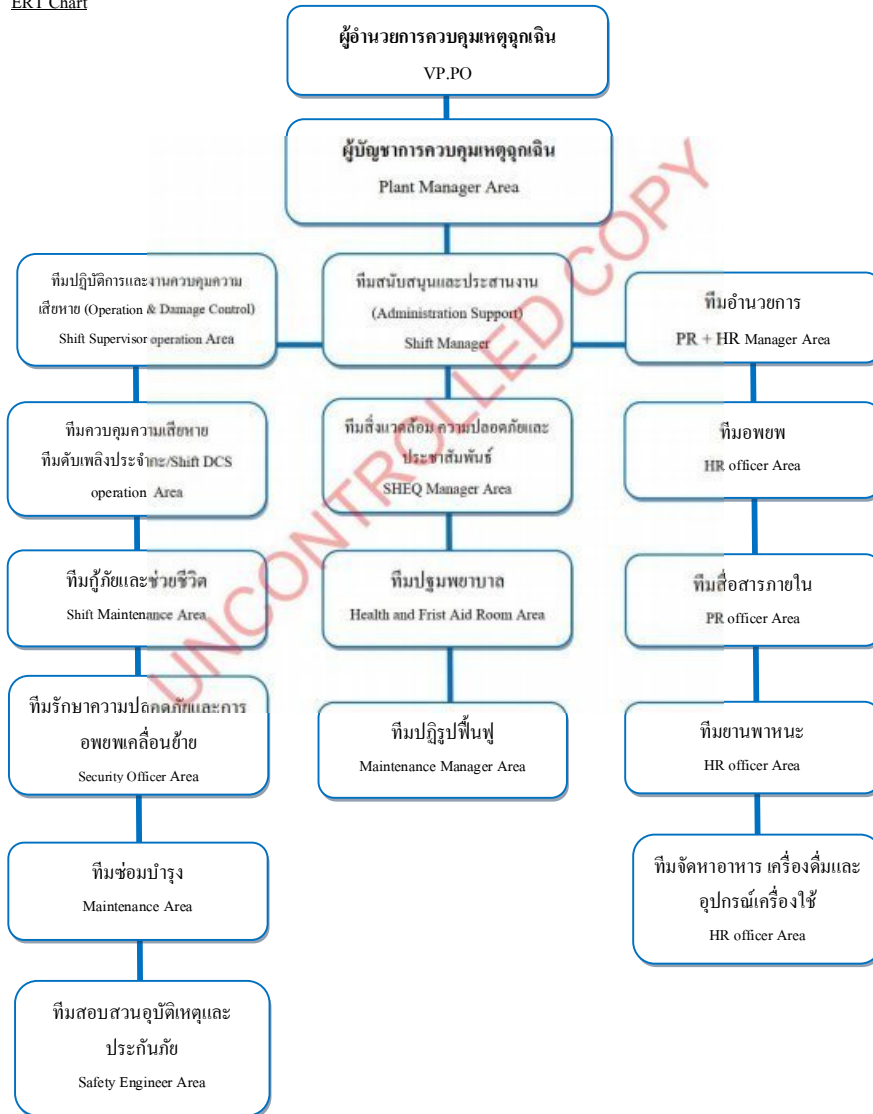 ERT Chart
ผู้อำนวยการควบคุมเหตุฉุกเฉิน
VP.PO
ผู้บัญชาการควบคุมเหตุฉุกเฉิน
Plant Manager Area
ทีมปฏิบัติการและงานควบคุมความ
เสียหาย (Operation & Damage Control)
Shift Supervisor operation Area
ทีมสนับสนุนและประสานงาน
(Administration Support)
Shift Manager
ทีมอำนวยการ
PR + HR Manager Area
ทีมควบคุมความเสียหาย
ทีมดับเพลิงประจำกะ/Shift DCS
operation Area
ทีมสิ่งแวดล้อม ความปลอดภัยและ
ประชาสัมพันธ์
SHEQ Manager Area
ทีมอพยพ
HR officer Area
ทีมกู้ภัยและช่วยชีวิต
Shift Maintenance Area
ทีมปฐมพยาบาล
Health and Frist Aid Room Area
ทีมสื่อสารภายใน
PR officer Area
ทีมรักษาความปลอดภัยและการ
อพยพเคลื่อนย้าย
Security Officer Area
ทีมปฏิรูปฟื้นฟู
Maintenance Manager Area
ทีมยานพาหนะ
HR officer Area
ทีมซ่อมบำรุง
Maintenance Area
ทีมจัดหาอาหาร เครื่องดื่มและ
อุปกรณ์เครื่องใช้
HR officer Area
ทีมสอบสวนอุบัติเหตุและ
ประกันภัย
Safety Engineer Area
UNCONTROLLED COPY